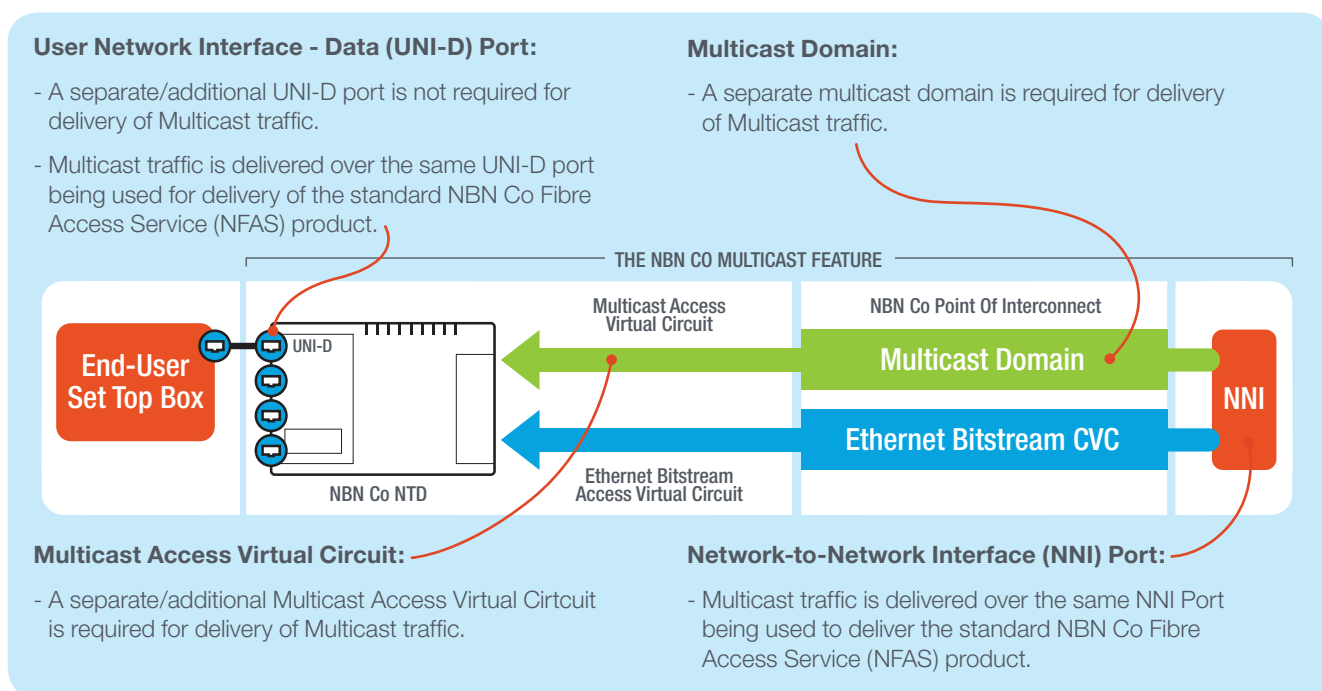 User Network Interface - Data (UNI-D) Port:
- A separate/additional UNI-D port is not required for
delivery of Multicast traffic.
- Multicast traffic is delivered over the same UNI-D port
being used for delivery of the standard NBN Co Fibre
Access Service (NFAS) product.
Multicast Domain:
- A separate multicast domain is required for delivery
of Multicast traffic.
THE NBN CO MULTICAST FEATURE
End-User
Set Top Box
UNI-D
NBN Co NTD
Multicast Access
Virtual Circuit
Ethernet Bitstream
Access Virtual Circuit
NBN Co Point Of Interconnect
Multicast Domain
Ethernet Bitstream CVC
NNI
Multicast Access Virtual Circuit:
- A separate/additional Multicast Access Virtual Cirtcuit
is required for delivery of Multicast traffic.
Network-to-Network Interface (NNI) Port:
- Multicast traffic is delivered over the same NNI Port
being used to deliver the standard NBN Co Fibre
Access Service (NFAS) product.